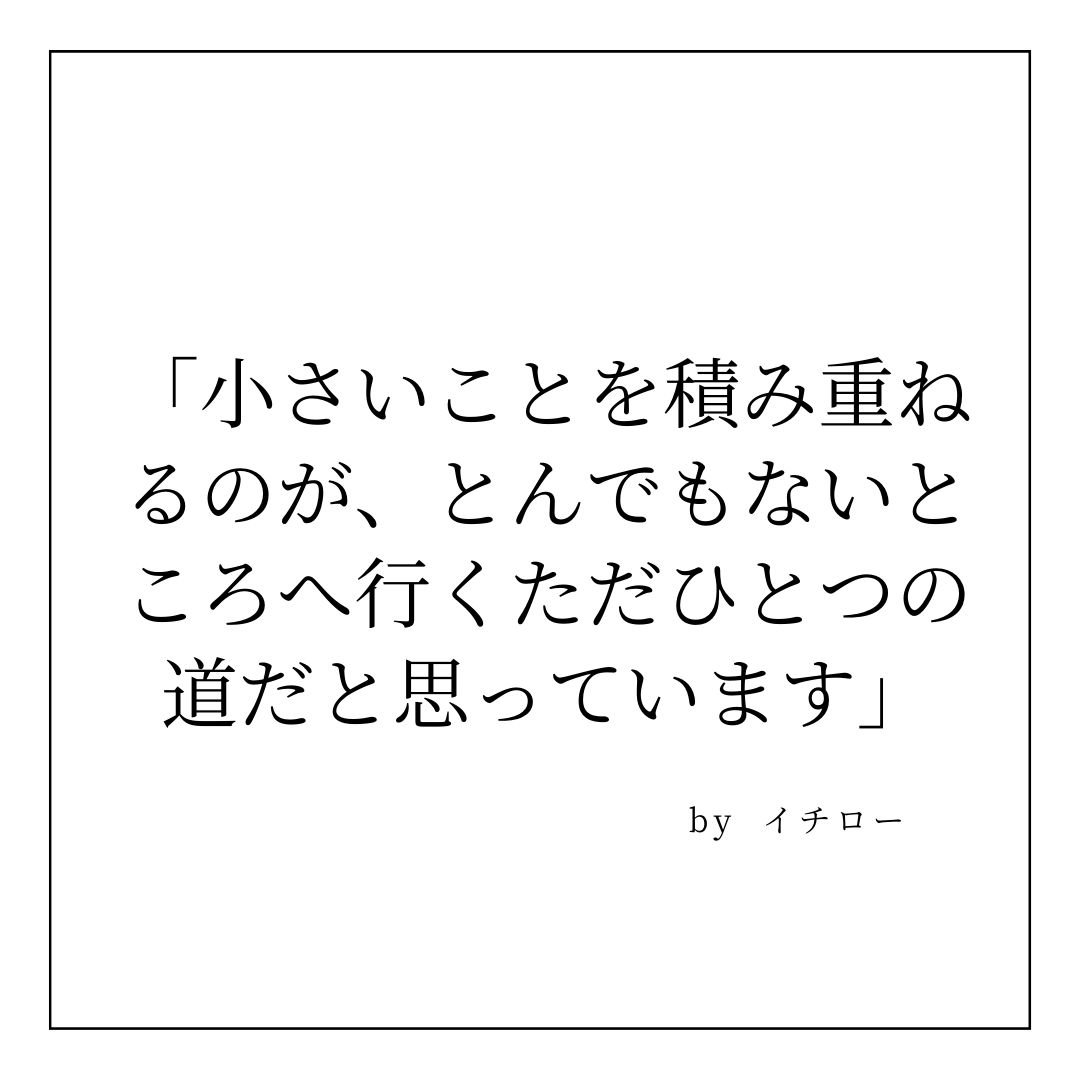 「小さいことを積み重ね
るのが、とんでもないと
ころへ行くただひとつの
道だと思っています」
by イチロー